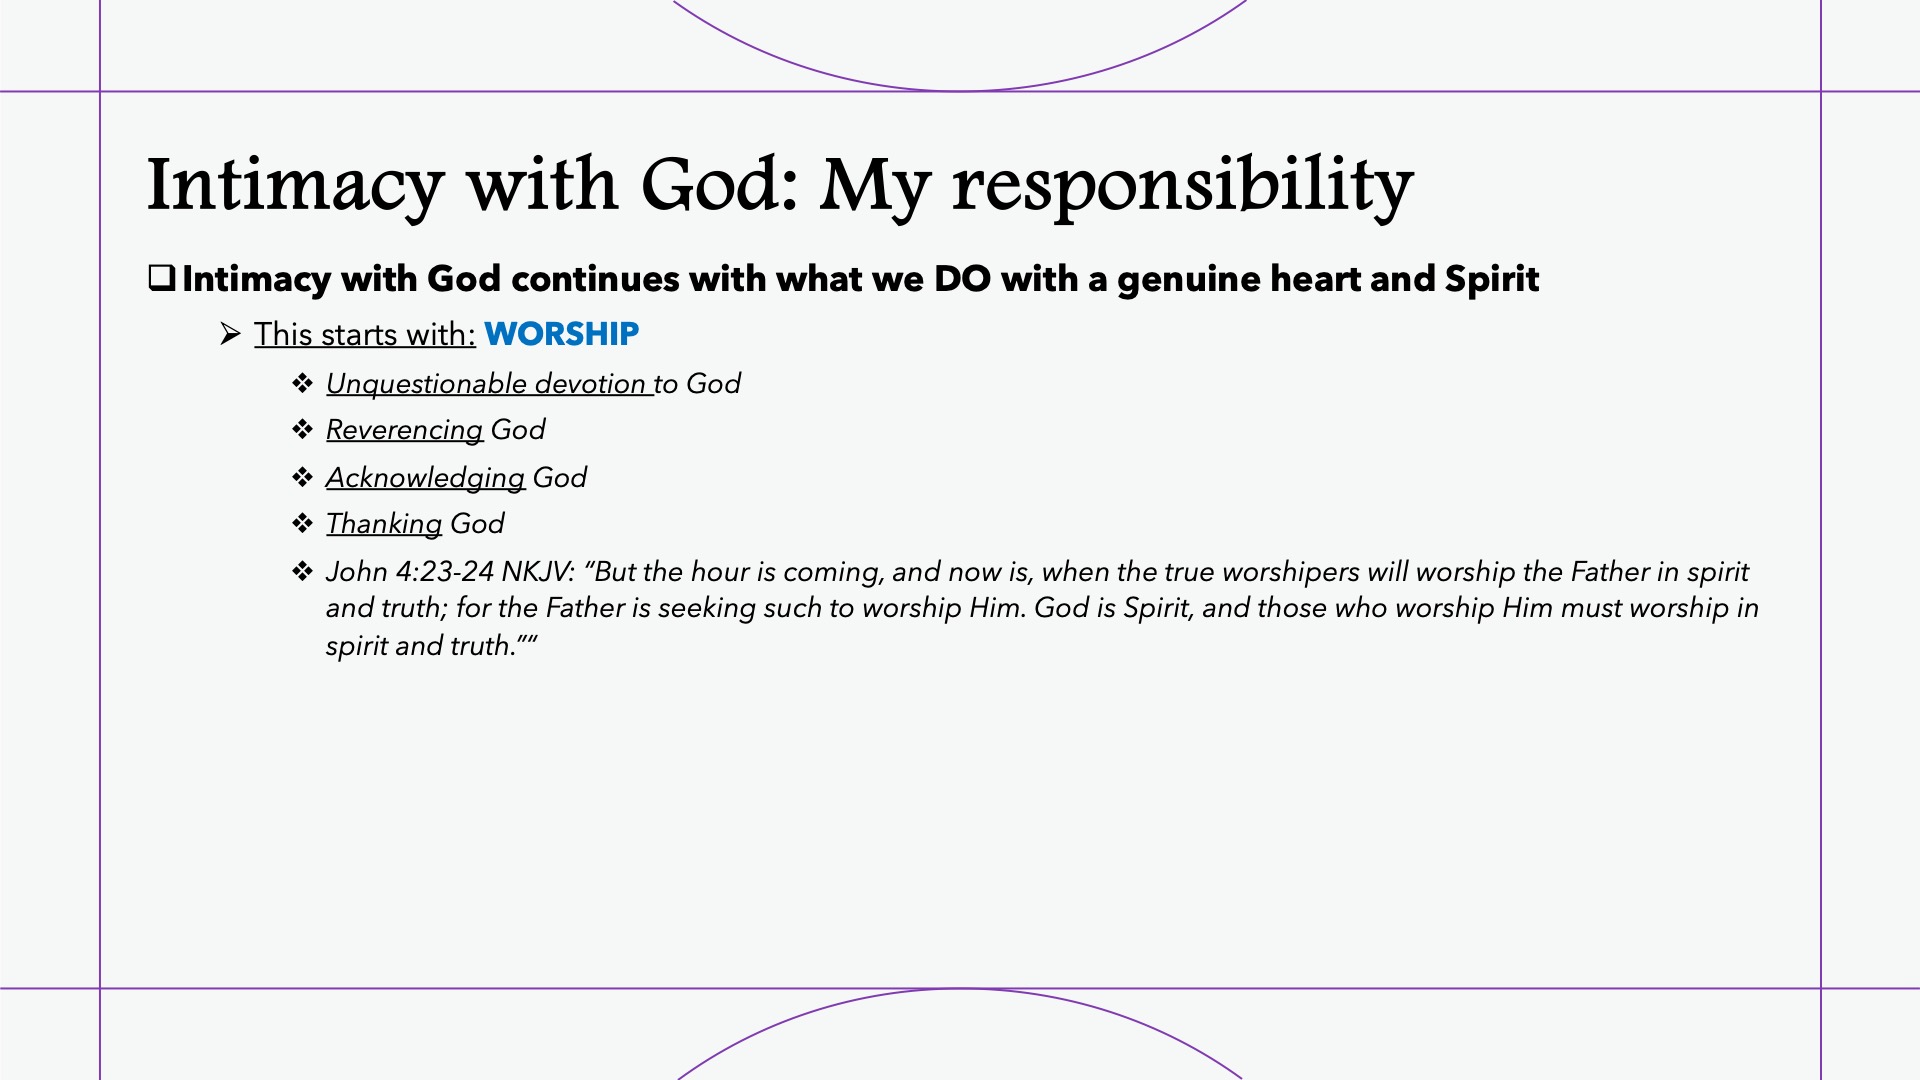 Intimacy with God: My responsibility
❑Intimacy with God continues with what we DO with a genuine heart and Spirit
➢ This starts with: WORSHIP
❖ Unquestionable devotion to God
❖ Reverencing God
❖ Acknowledging God
❖ Thanking God
❖ John 4:23-24 NKJV: “But the hour is coming, and now is, when the true worshipers will worship the Father in spirit
and truth; for the Father is seeking such to worship Him. God is Spirit, and those who worship Him must worship in
spirit and truth.”“